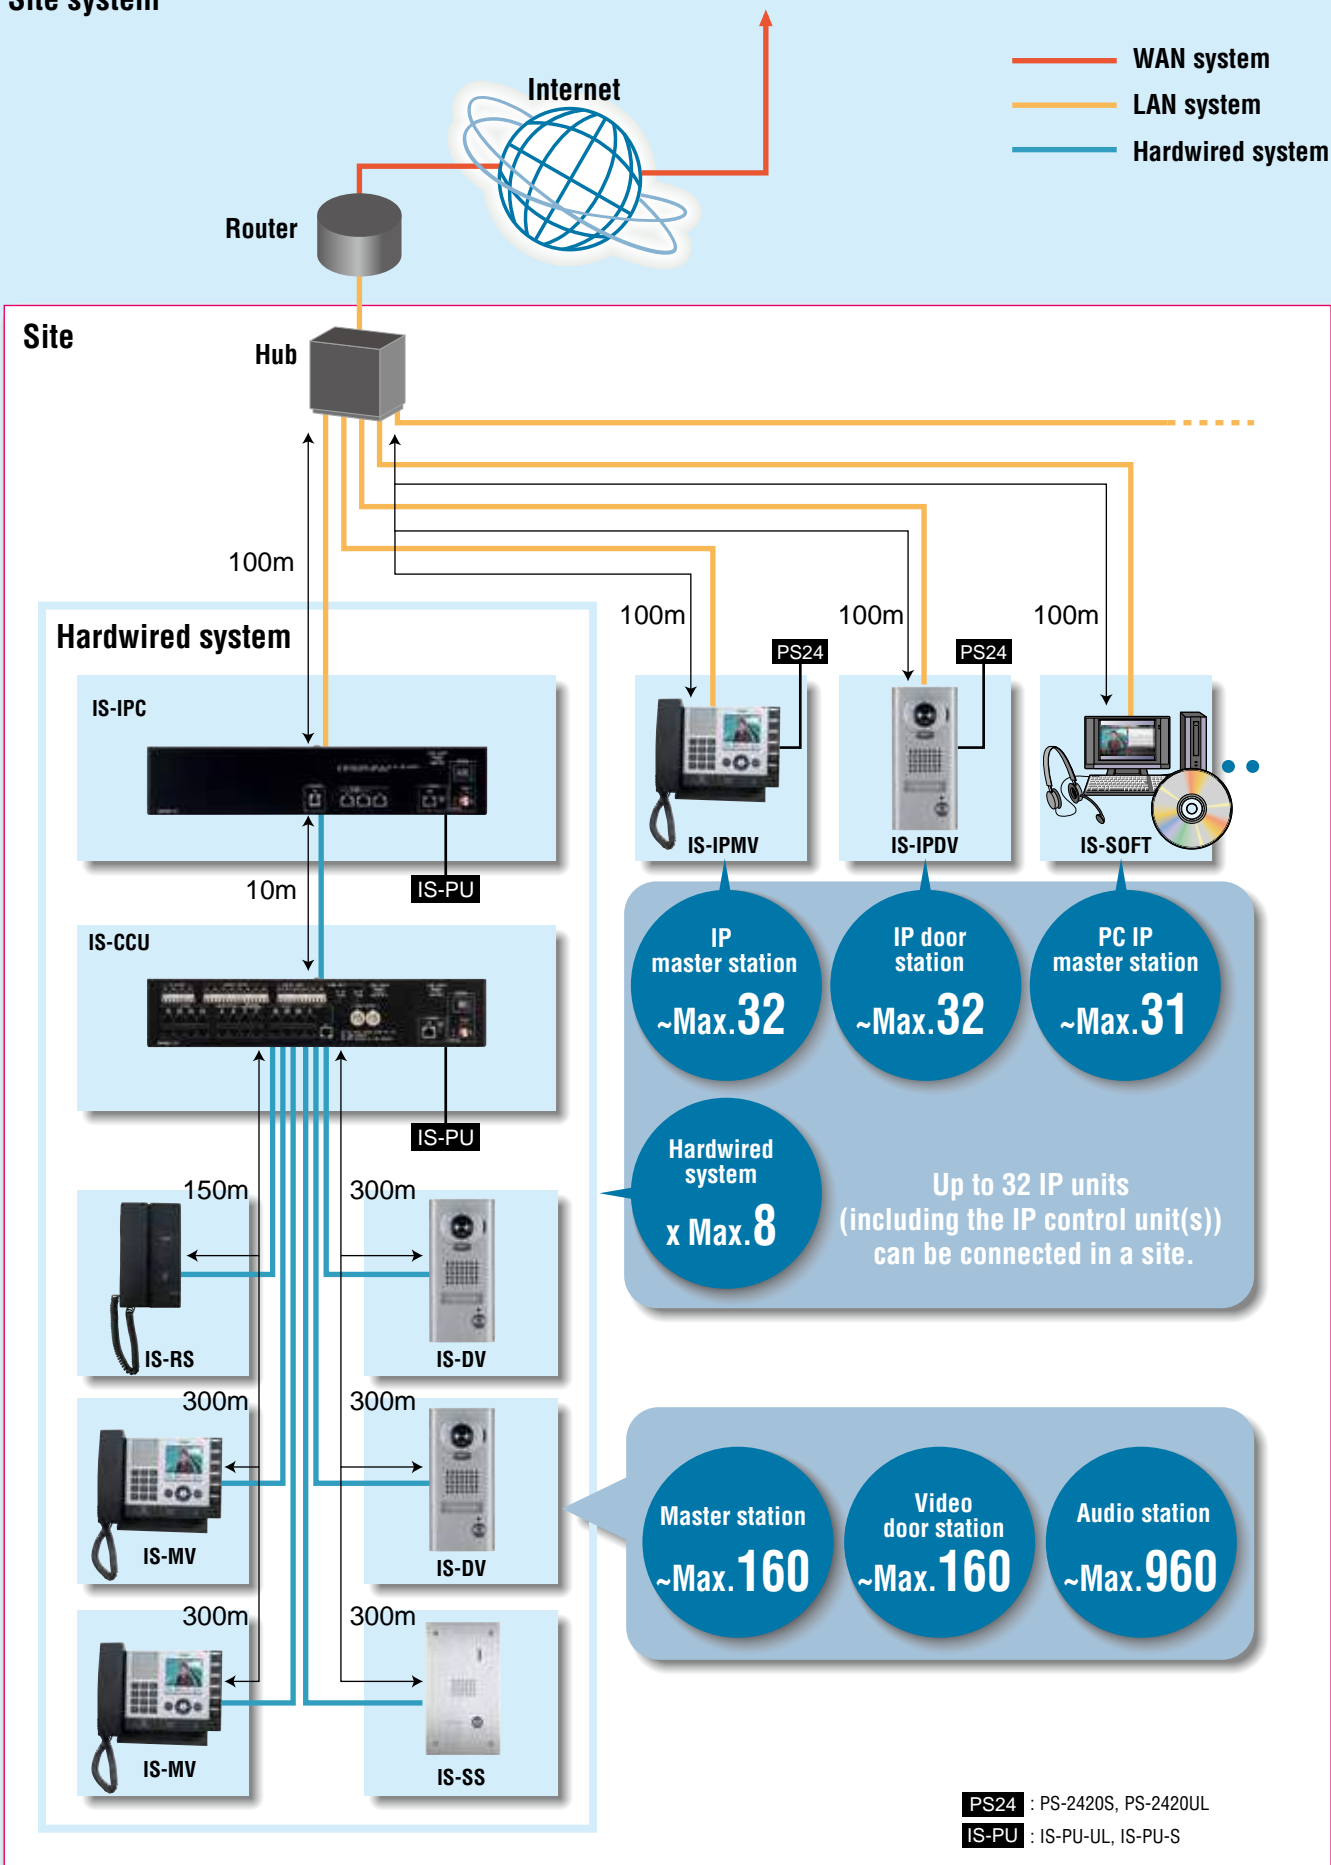 Site system
WAN system
LAN system
Hardwired system
Internet
Router
Site
Hub
100m
100m
100m
100m
Hardwired system
PS24
PS24
IS-IPC
IS-IPMV
IS-IPDV
IS-SOFT
10m
IS-PU
IS-CCU
IP
master station
~Max.32
IP door
station
~Max.32
PC IP
master station
~Max.31
IS-PU
Hardwired
system
x Max.8
Up to 32 IP units
(including the IP control unit(s))
can be connected in a site.
150m
300m
IS-RS
IS-DV
300m
300m
IS-MV
IS-DV
Master station
~Max.160
Video
door station
~Max.160
Audio station
~Max.960
300m
300m
IS-MV
IS-SS
PS24 : PS-2420S, PS-2420UL
IS-PU : IS-PU-UL, IS-PU-S